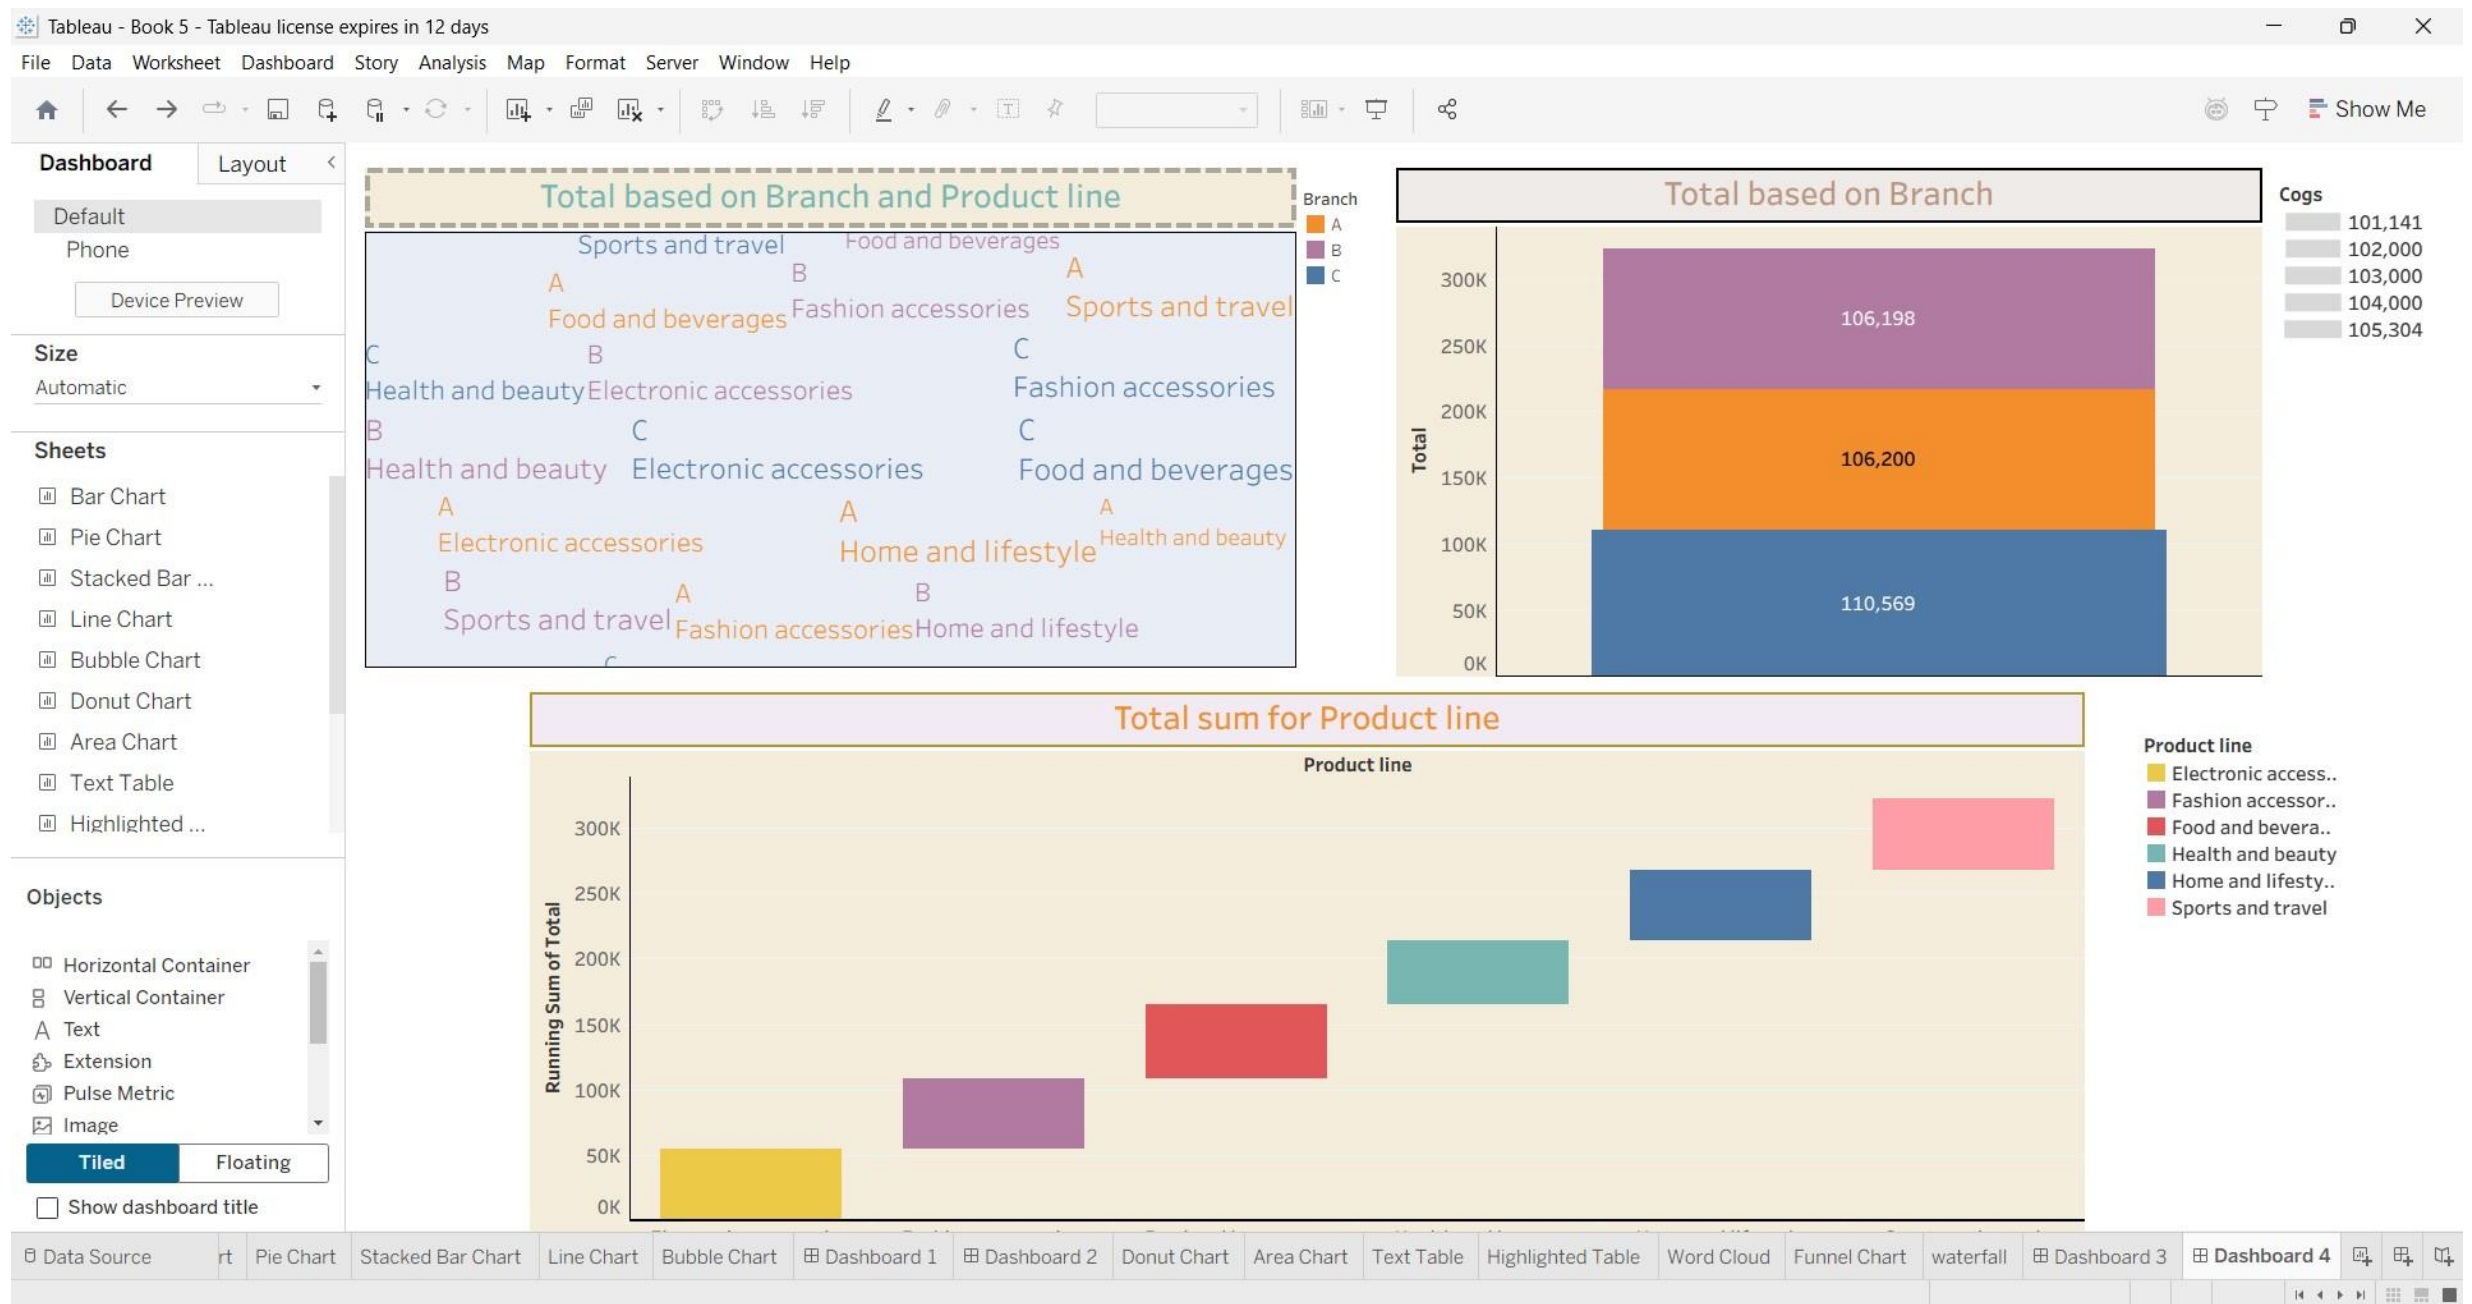 Tableau - Book 5 - Tableau license expires in 12 days
File Data Worksheet Dashboard Story Analysis Map Format Server Window Help
Show Me
Dashboard Layout
Default
Phone
Device Preview
Size
Automatic
Sheets
Bar Chart
Pie Chart
Stacked Bar ...
Line Chart
Bubble Chart
Donut Chart
Area Chart
Text Table
Highlighted ...
Objects
Horizontal Container
Vertical Container
Text
Extension
Pulse Metric
Image
Tiled Floating
Show dashboard title
Total based on Branch and Product line
Sports and travel Food and beverages
A B A
Food and beverages Fashion accessories Sports and travel
C B C
Health and beauty Electronic accessories Fashion accessories
B C C
Health and beauty Electronic accessories Food and beverages
A A A
Electronic accessories Home and lifestyle Health and beauty
B A B
Sports and travel Fashion accessories Home and lifestyle
C
Branch
A
B
C
Total based on Branch
Total
300K
250K
200K
150K
100K
50K
0K
106,198
106,200
110,569
Cogs
101,141
102,000
103,000
104,000
105,304
Total sum for Product line
Product line
Running Sum of Total
300K
250K
200K
150K
100K
50K
0K
Product line
Electronic access..
Fashion accessor..
Food and bevera..
Health and beauty
Home and lifesty..
Sports and travel
Data Source rt Pie Chart Stacked Bar Chart Line Chart Bubble Chart Dashboard 1 Dashboard 2 Donut Chart Area Chart Text Table Highlighted Table Word Cloud Funnel Chart waterfall Dashboard 3 Dashboard 4